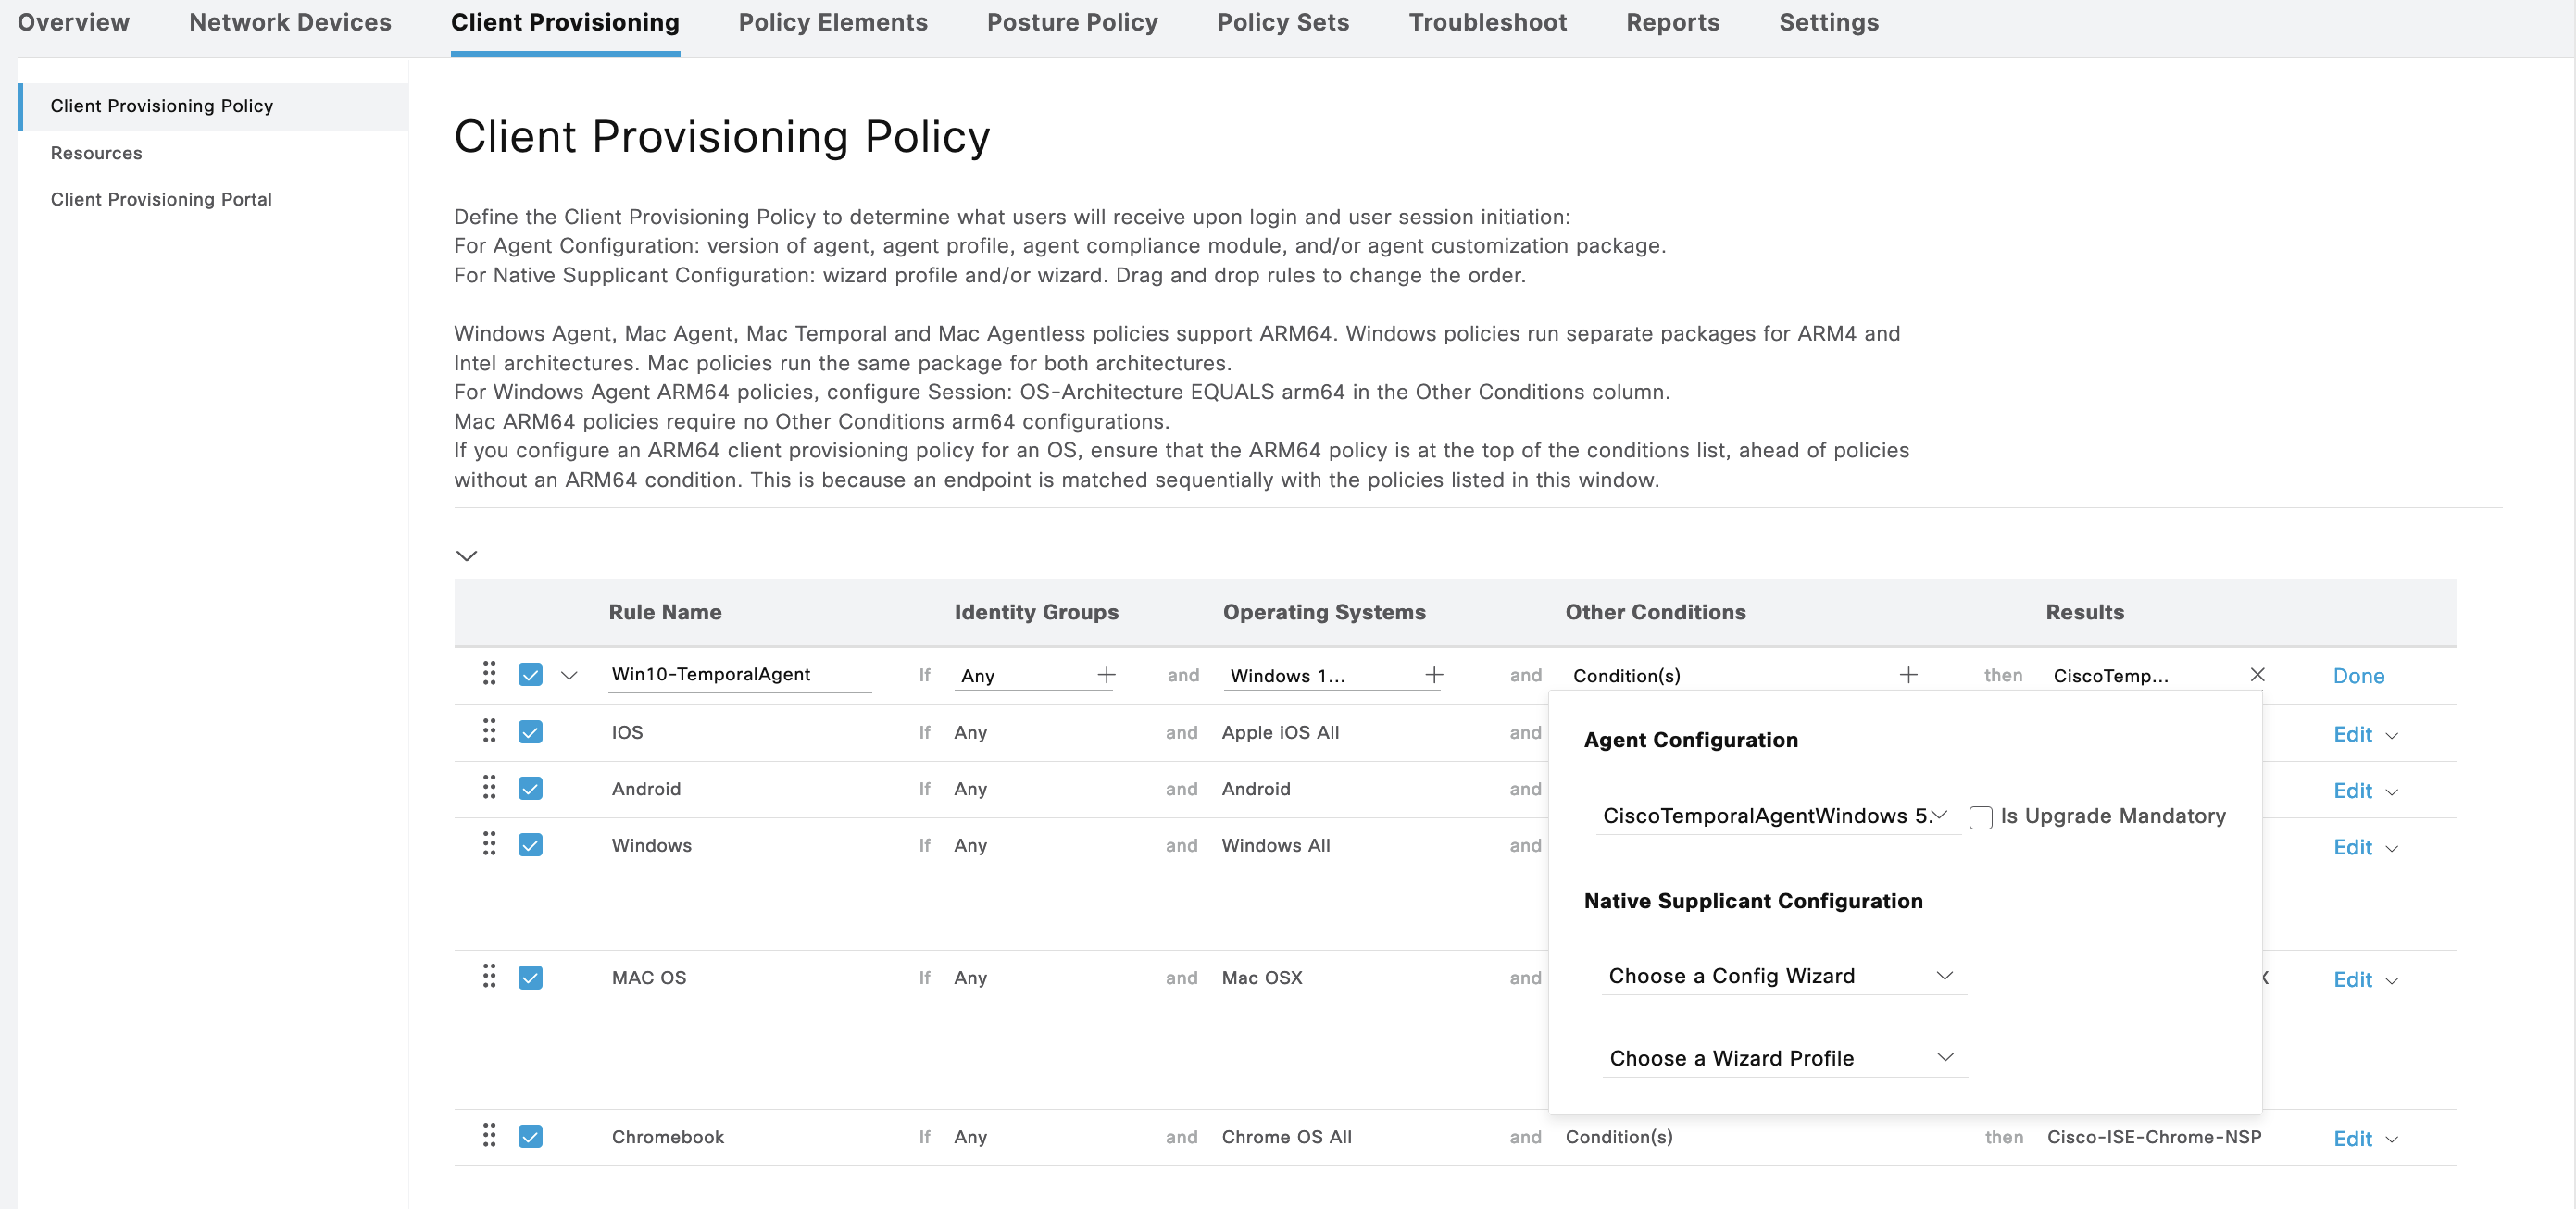 Overview Network Devices Client Provisioning Policy Elements Posture Policy Policy Sets Troubleshoot Reports Settings
Client Provisioning Policy
Resources
Client Provisioning Portal
Client Provisioning Policy
Define the Client Provisioning Policy to determine what users will receive upon login and user session initiation:
For Agent Configuration: version of agent, agent profile, agent compliance module, and/or agent customization package.
For Native Supplicant Configuration: wizard profile and/or wizard. Drag and drop rules to change the order.
Windows Agent, Mac Agent, Mac Temporal and Mac Agentless policies support ARM64. Windows policies run separate packages for ARM4 and
Intel architectures. Mac policies run the same package for both architectures.
For Windows Agent ARM64 policies, configure Session: OS-Architecture EQUALS arm64 in the Other Conditions column.
Mac ARM64 policies require no Other Conditions arm64 configurations.
If you configure an ARM64 client provisioning policy for an OS, ensure that the ARM64 policy is at the top of the conditions list, ahead of policies
without an ARM64 condition. This is because an endpoint is matched sequentially with the policies listed in this window.
Rule Name Identity Groups Operating Systems Other Conditions Results
Win10-TemporalAgent If Any and Windows 1... and Condition(s) then CiscoTemp... Done
IOS If Any and Apple iOS All and Edit
Android If Any and Android and Edit
Windows If Any and Windows All and Edit
MAC OS If Any and Mac OSX and Edit
Agent Configuration
CiscoTemporalAgentWindows 5. Is Upgrade Mandatory
Native Supplicant Configuration
Choose a Config Wizard
Choose a Wizard Profile
Chromebook If Any and Chrome OS All and Condition(s) then Cisco-ISE-Chrome-NSP Edit